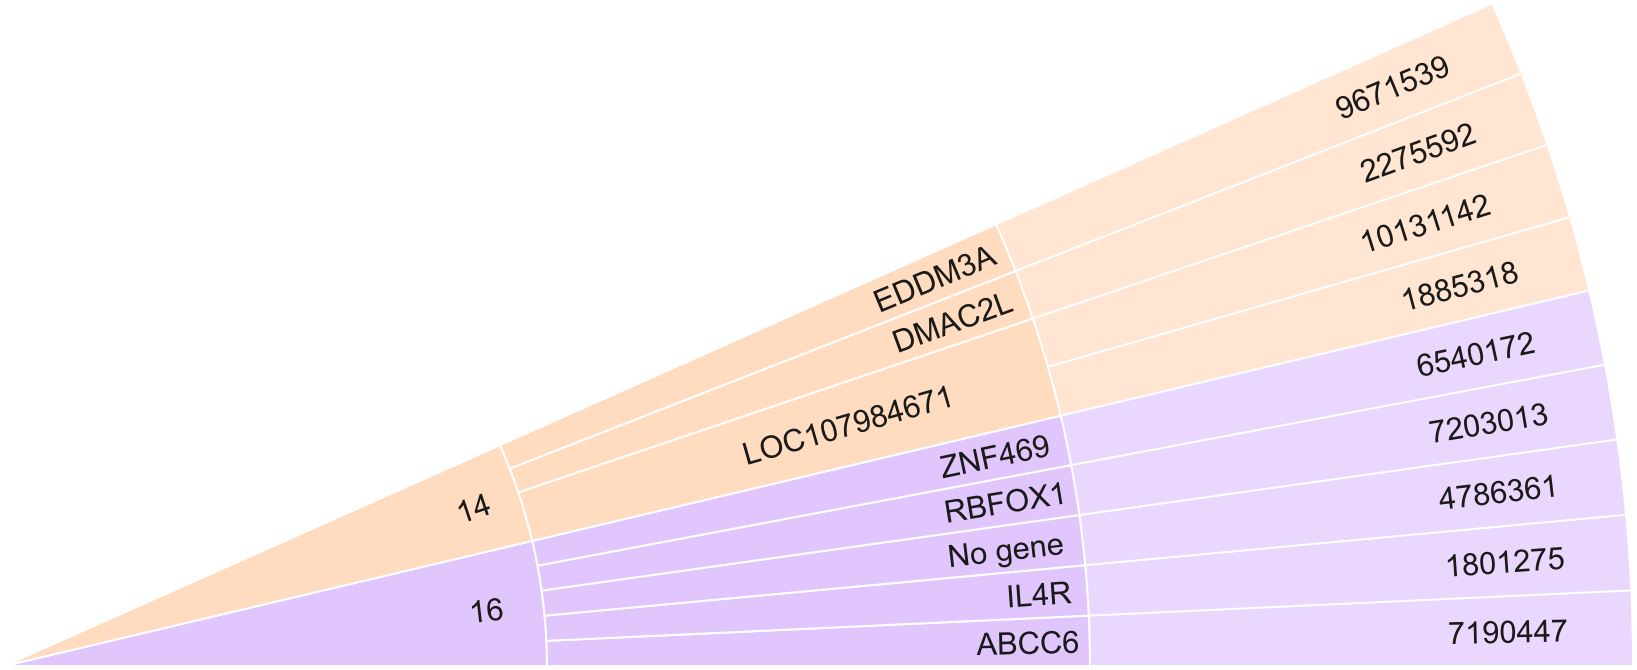 14
EDDM3A
9671539
DMAC2L
2275592
LOC107984671
10131142
1885318
16
ZNF469
6540172
RBFOX1
7203013
No gene
4786361
IL4R
1801275
ABCC6
7190447